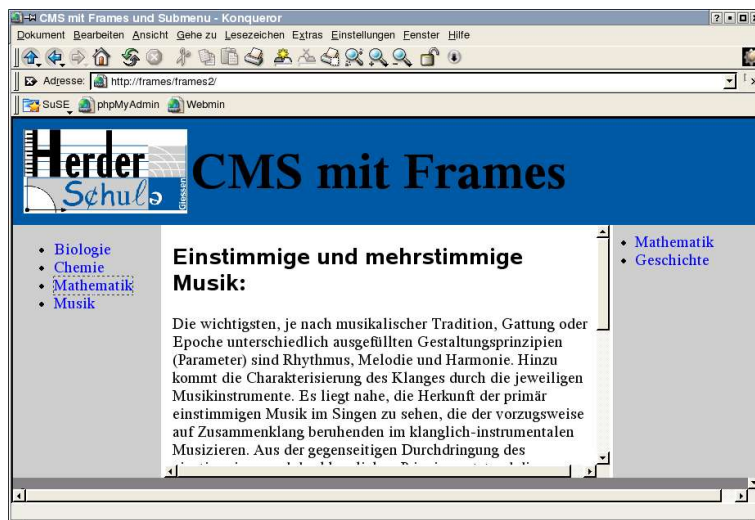 CMS mit Frames und Submenu - Konqueror
Dokument Bearbeiten Ansicht Gehe zu Lesezeichen Extras Einstellungen Fenster Hilfe
Adresse: http://frames/frames2/
SuSE phpMyAdmin Webmin
Herder
Schule
Giessen
CMS mit Frames
Biologie
Chemie
Mathematik
Musik
Einstimmige und mehrstimmige
Musik:
Die wichtigsten, je nach musikalischer Tradition, Gattung oder
Epoche unterschiedlich ausgefüllten Gestaltungsprinzipien
(Parameter) sind Rhythmus, Melodie und Harmonie. Hinzu
kommt die Charakterisierung des Klanges durch die jeweiligen
Musikinstrumente. Es liegt nahe, die Herkunft der primär
einstimmigen Musik im Singen zu sehen, die der vorzugsweise
auf Zusammenklang beruhenden im klanglich-instrumentalen
Musizieren. Aus der gegenseitigen Durchdringung des
Mathematik
Geschichte